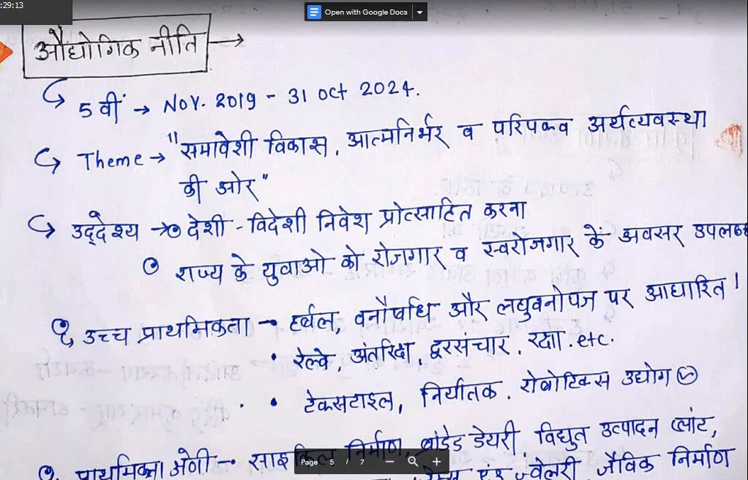 :29:13
Open with Google Docs
औद्योगिक नीति →
5 वीं → Nov. 2019 - 31 Oct 2024.
Theme → "समावेशी विकास, आत्मनिर्भर व परिपक्व अर्थव्यवस्था
की ओर"
उद्देश्य → देशी - विदेशी निवेश प्रोत्साहित करना
राज्य के युवाओ को रोजगार व स्वरोजगार के अवसर
उच्च प्राथमिकता → हर्बल, वनौषधि और लघुवनोपज पर आधारित।
• रेल्वे, अंतरिक्ष, दूरसंचार, रक्षा. etc.
• टेक्सटाइल, निर्यातक, रोबोटिक्स उद्योग
प्राथमिकता श्रेणी → साइकिल निर्माण, ब्रांडेड डेयरी, विद्युत उत्पादन प्लांट,
Page 5 / 7
ज्वेलरी, जैविक निर्माण